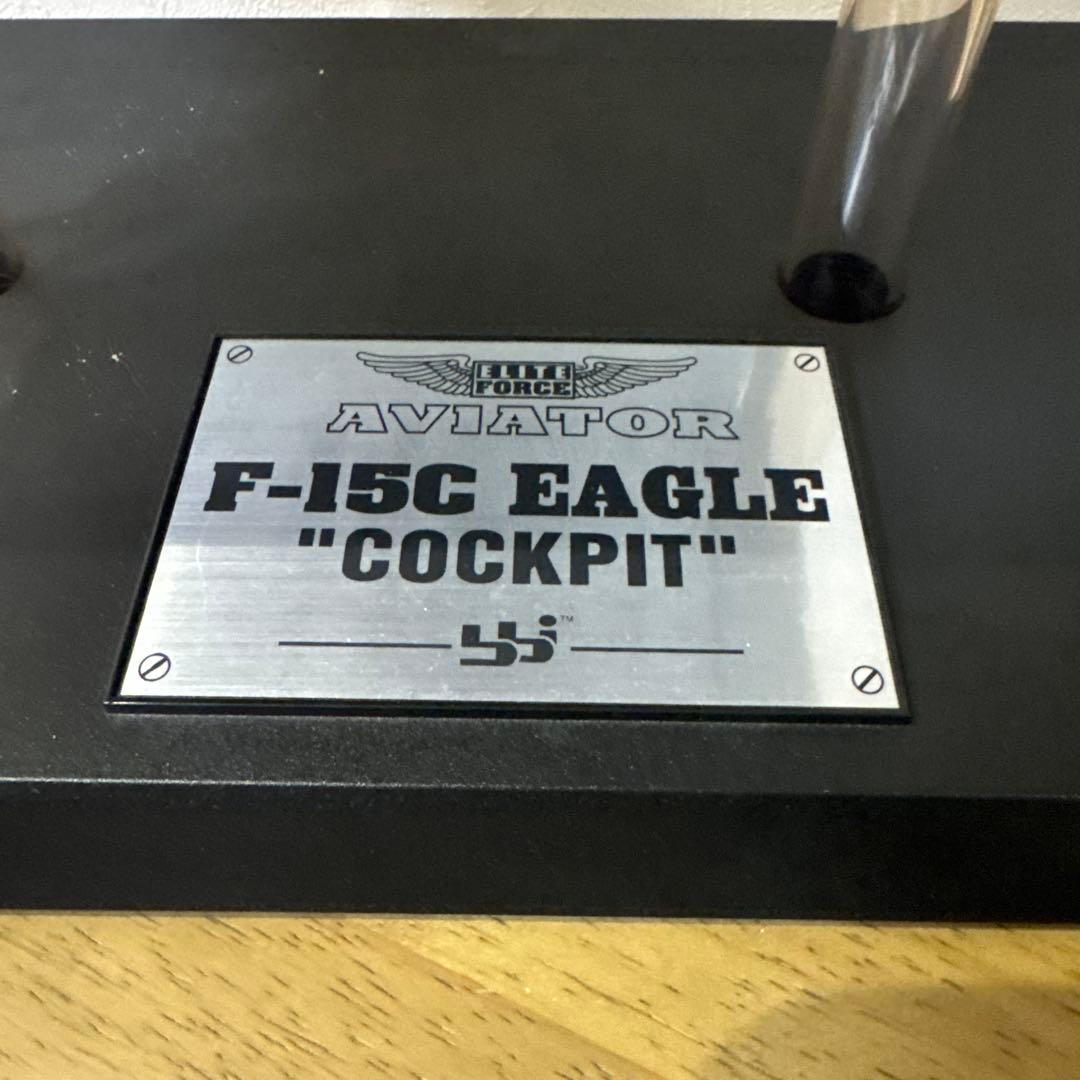 ELITE
FORCE
AVIATOR
F-15C EAGLE
"COCKPIT"
bbi™